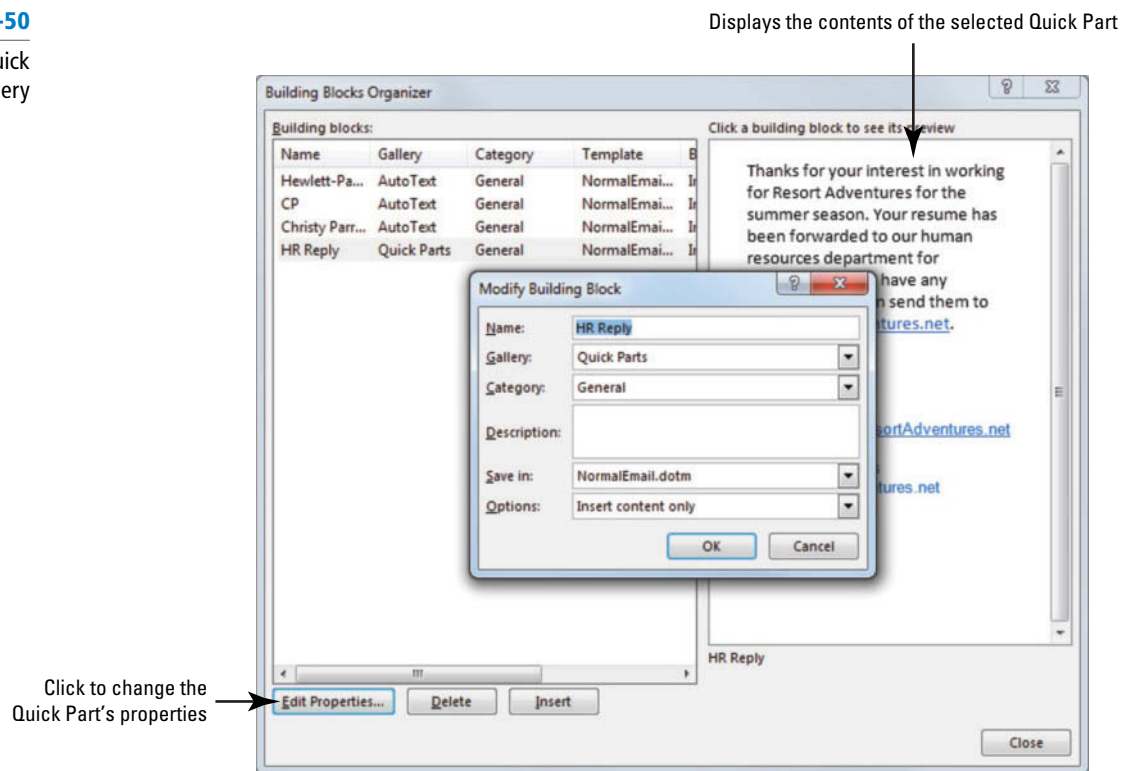 -50
Displays the contents of the selected Quick Part
uick
ery
Building Blocks Organizer
Building blocks:
Click a building block to see its preview
Name Gallery Category Template B
Hewlett-Pa... AutoText General NormalEmai... In
CP AutoText General NormalEmai... In
Christy Parr... AutoText General NormalEmai... In
HR Reply Quick Parts General NormalEmai... In
Thanks for your interest in working
for Resort Adventures for the
summer season. Your resume has
been forwarded to our human
resources department for
have any
n send them to
tures.net.
sortAdventures.net
tures.net
Modify Building Block
Name: HR Reply
Gallery: Quick Parts
Category: General
Description:
Save in: NormalEmail.dotm
Options: Insert content only
OK Cancel
HR Reply
Click to change the
Quick Part's properties
Edit Properties... Delete Insert
Close